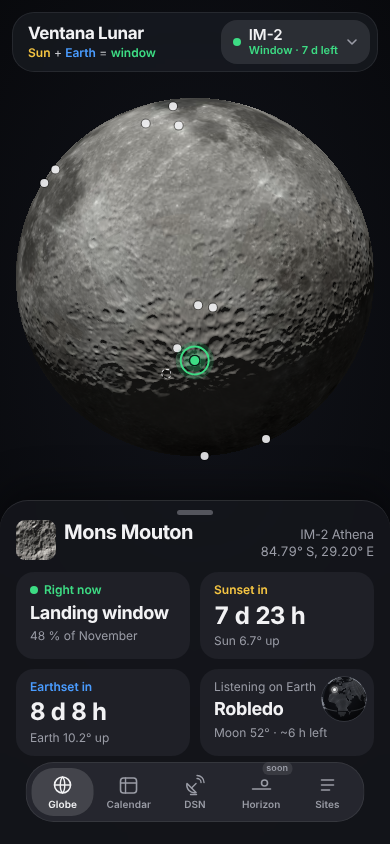 Ventana Lunar
Sun + Earth = window
IM-2
Window · 7 d left
Mons Mouton
IM-2 Athena
84.79° S, 29.20° E
Right now
Landing window
48 % of November
Sunset in
7 d 23 h
Sun 6.7° up
Earthset in
8 d 8 h
Earth 10.2° up
Listening on Earth
Robledo
Moon 52° · ~6 h left
soon
Globe
Calendar
DSN
Horizon
Sites